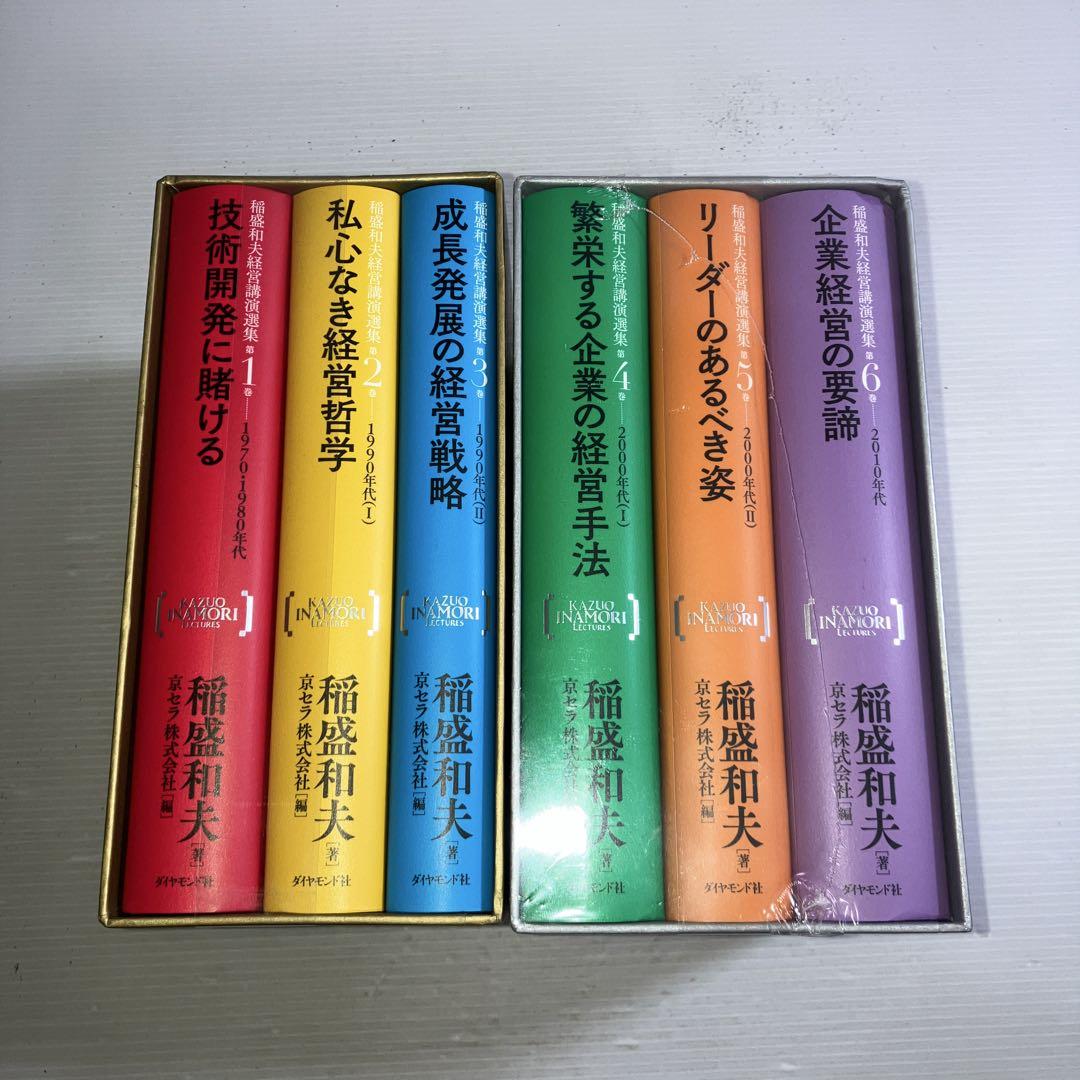 稲盛和夫経営講演選集 第1巻……1970・1980年代
技術開発に賭ける
KAZUO
INAMORI
LECTURES
稲盛和夫[著]
京セラ株式会社[編]
ダイヤモンド社
稲盛和夫経営講演選集 第2巻……1990年代(Ⅰ)
私心なき経営哲学
KAZUO
INAMORI
LECTURES
稲盛和夫[著]
京セラ株式会社[編]
ダイヤモンド社
稲盛和夫経営講演選集 第3巻……1990年代(Ⅱ)
成長発展の経営戦略
KAZUO
INAMORI
LECTURES
稲盛和夫[著]
京セラ株式会社[編]
ダイヤモンド社
稲盛和夫経営講演選集 第4巻……2000年代(Ⅰ)
繁栄する企業の経営手法
KAZUO
INAMORI
LECTURES
稲盛和夫
京セラ株式会社
稲盛和夫経営講演選集 第5巻……2000年代(Ⅱ)
リーダーのあるべき姿
KAZUO
INAMORI
LECTURES
稲盛和夫[著]
京セラ株式会社[編]
ダイヤモンド社
稲盛和夫経営講演選集 第6巻……2010年代
企業経営の要諦
KAZUO
INAMORI
LECTURES
稲盛和夫[著]
京セラ株式会社[編]
ダイヤモンド社